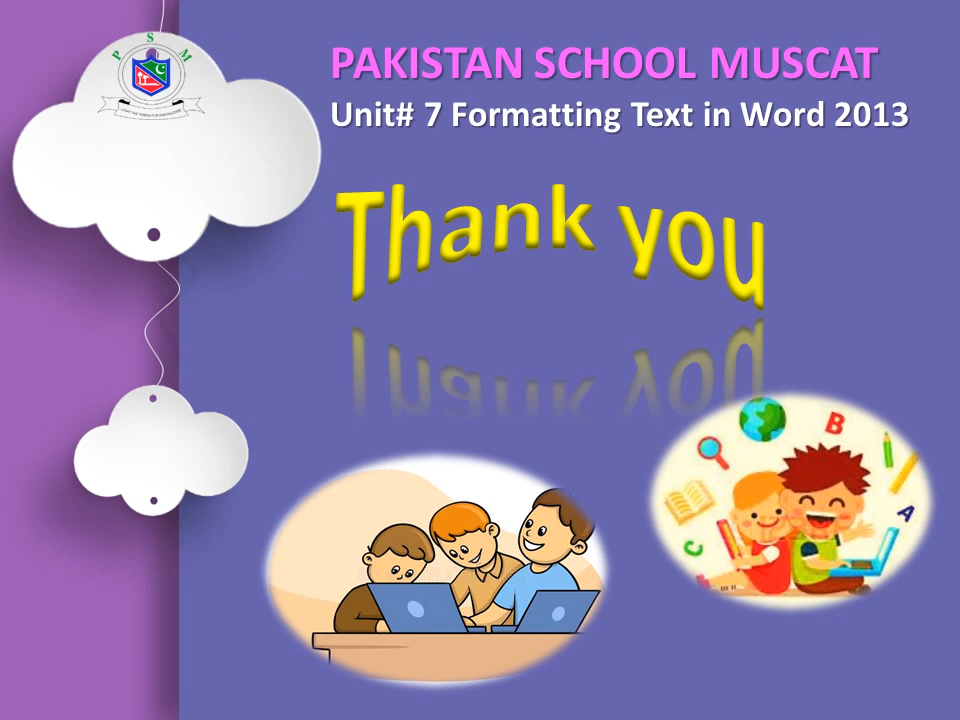 P S M
PAKISTAN SCHOOL MUSCAT
Unit# 7 Formatting Text in Word 2013
Thank you
B
A
C